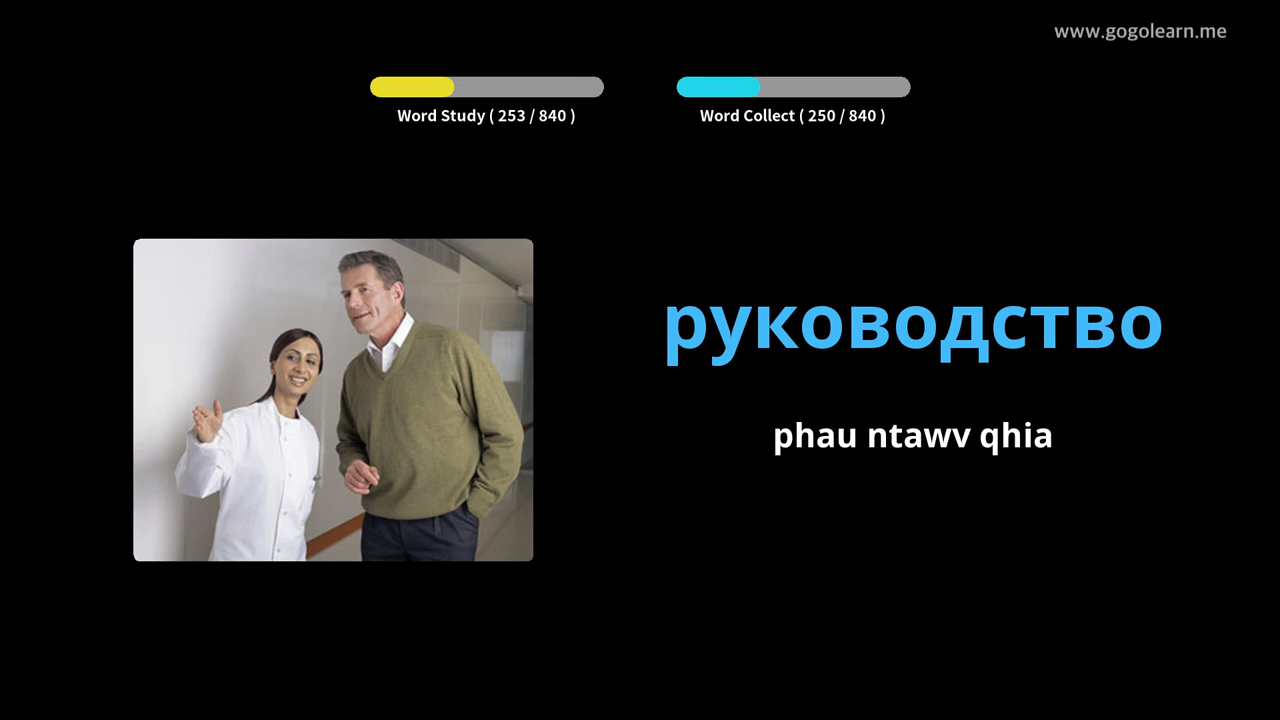 www.gogolearn.me
Word Study ( 253 / 840 )
Word Collect ( 250 / 840 )
руководство
phau ntawv qhia